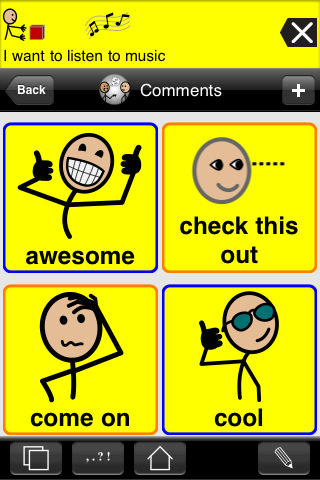 I want to listen to music
Back
Comments
+
awesome
check this
out
come on
cool
,.?!